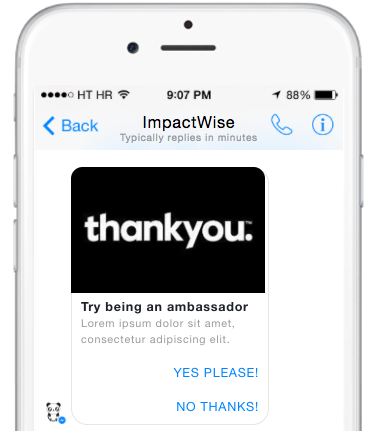 HT HR 9:07 PM 88%
Back ImpactWise
Typically replies in minutes
thankyou.™
Try being an ambassador
Lorem ipsum dolor sit amet,
consectetur adipiscing elit.
YES PLEASE!
NO THANKS!